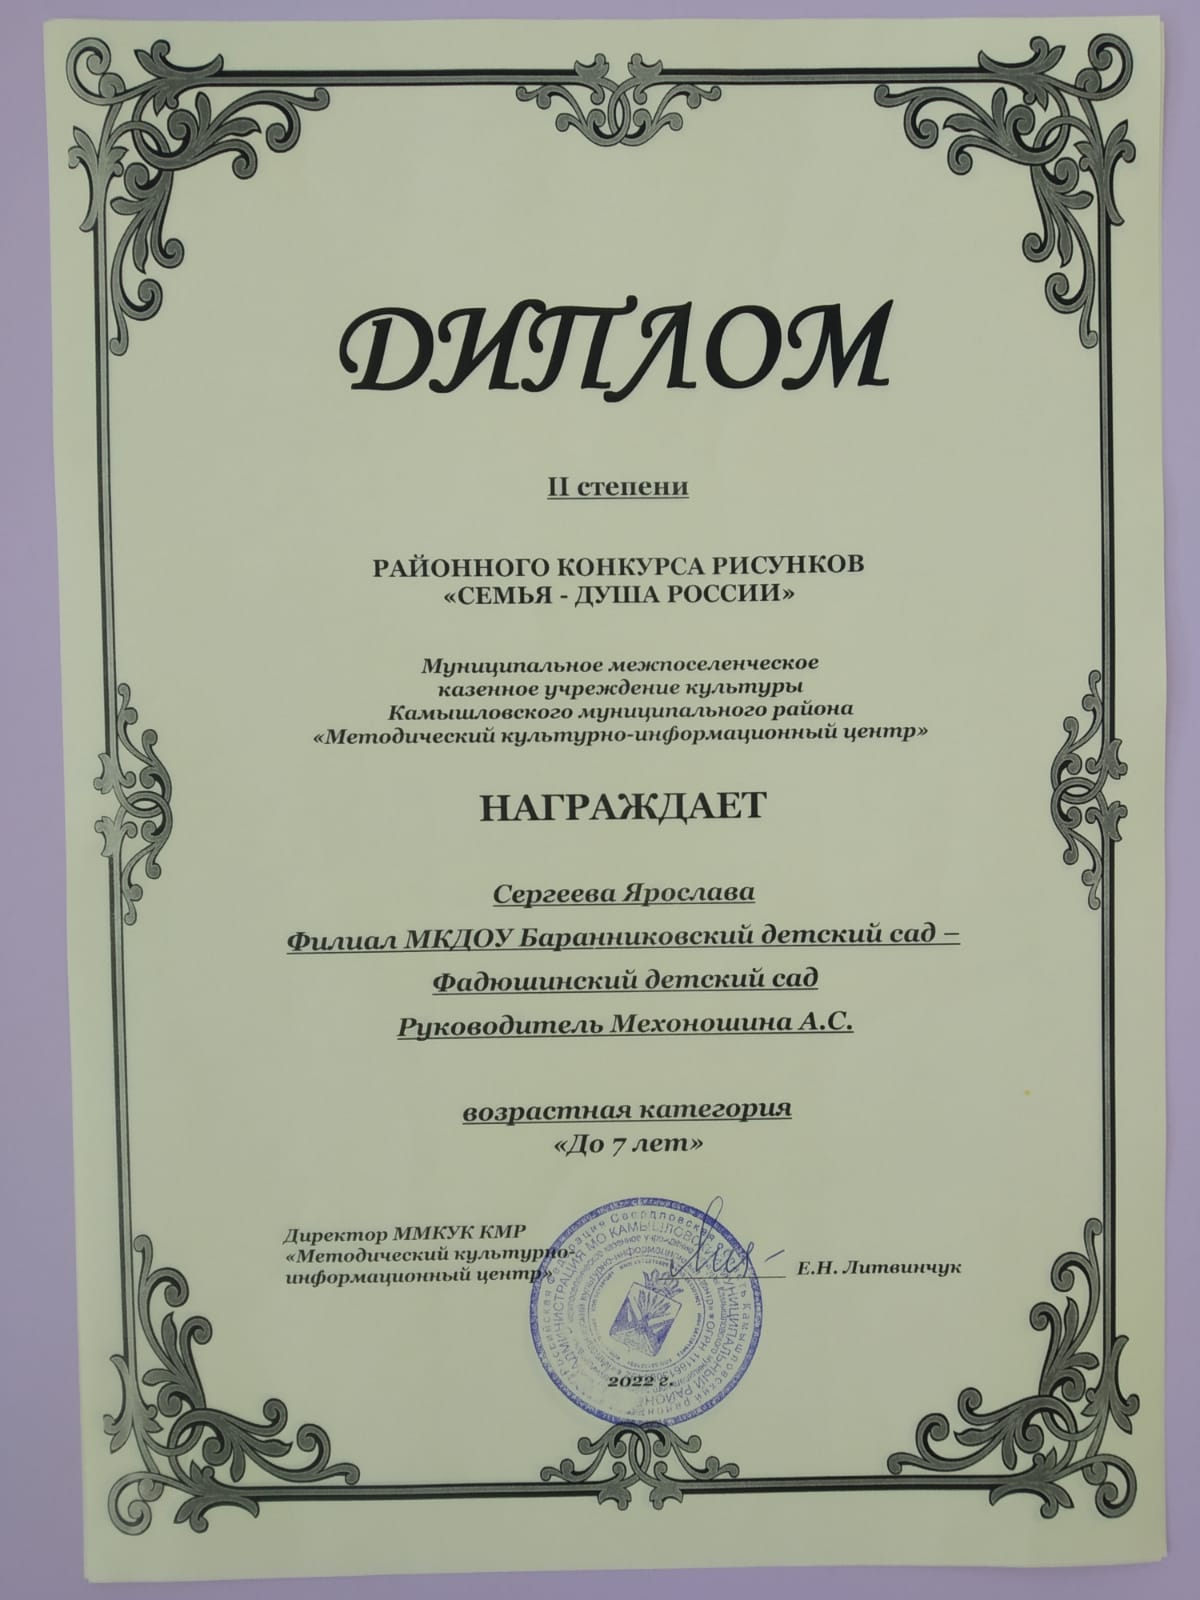 ДИПЛОМ
II степени
РАЙОННОГО КОНКУРСА РИСУНКОВ
«СЕМЬЯ - ДУША РОССИИ»
Муниципальное межпоселенческое
казенное учреждение культуры
Камышловского муниципального района
«Методический культурно-информационный центр»
НАГРАЖДАЕТ
Сергеева Ярослава
Филиал МКДОУ Баранниковский детский сад –
Фадюшинский детский сад
Руководитель Мехоношина А.С.
возрастная категория
«До 7 лет»
Директор ММКУК КМР
«Методический культурно-
информационный центр»
Е.Н. Литвинчук
2022 г.